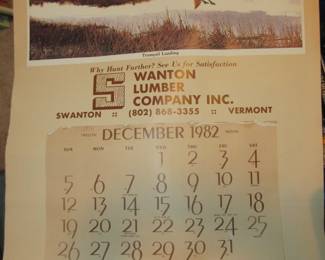 Tranquil Landing
Why Hunt Further? See Us for Satisfaction
SWANTON
LUMBER
COMPANY INC.
SWANTON :: (802) 868-3355 :: VERMONT
DECEMBER 1982
SUN MON TUE WED THU FRI SAT
1 2 3 4
5 6 7 8 9 10 11
12 13 14 15 16 17 18
19 20 21 22 23 24 25
26 27 28 29 30 31